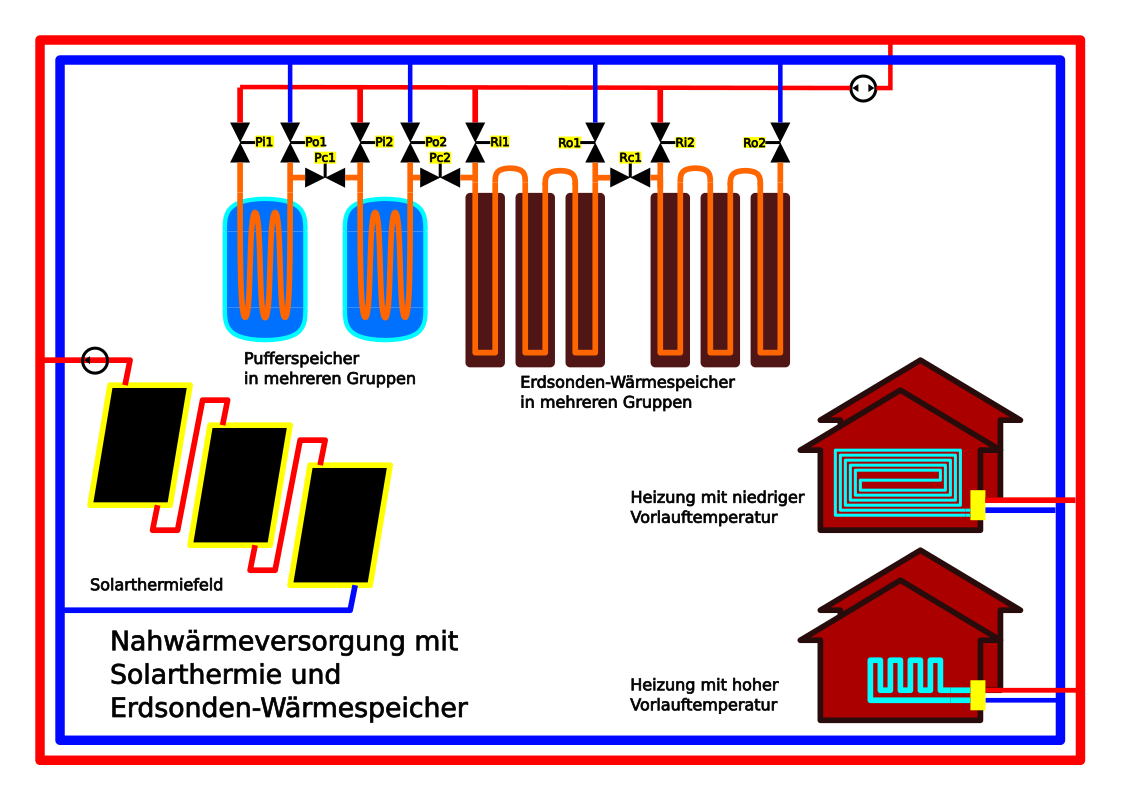 Pi1
Po1
Pi2
Po2
Ri1
Ro1
Ri2
Ro2
Pc1
Pc2
Rc1
Pufferspeicher
in mehreren Gruppen
Erdsonden-Wärmespeicher
in mehreren Gruppen
Heizung mit niedriger
Vorlauftemperatur
Solarthermiefeld
Nahwärmeversorgung mit
Solarthermie und
Erdsonden-Wärmespeicher
Heizung mit hoher
Vorlauftemperatur